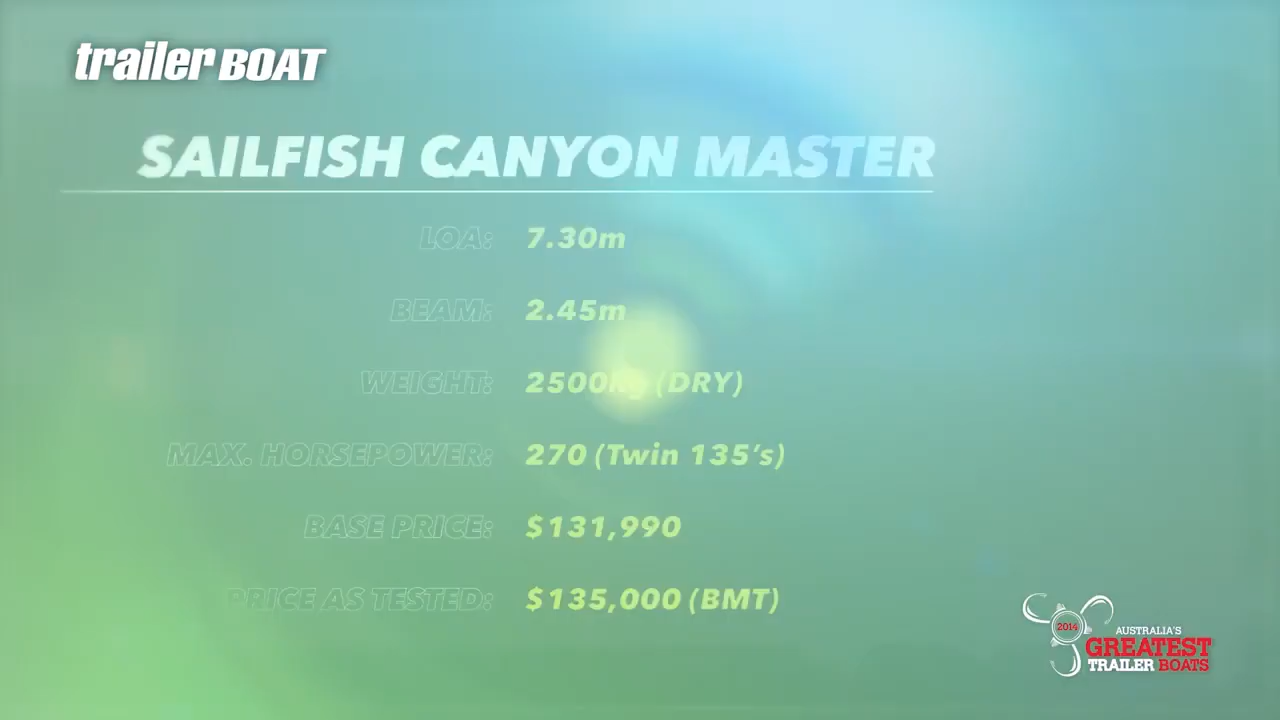 trailer BOAT
SAILFISH CANYON MASTER
LOA: 7.30m
BEAM: 2.45m
WEIGHT: 2500kg (DRY)
MAX. HORSEPOWER: 270 (Twin 135’s)
BASE PRICE: $131,990
PRICE AS TESTED: $135,000 (BMT)
2014
AUSTRALIA'S
GREATEST
TRAILER BOATS